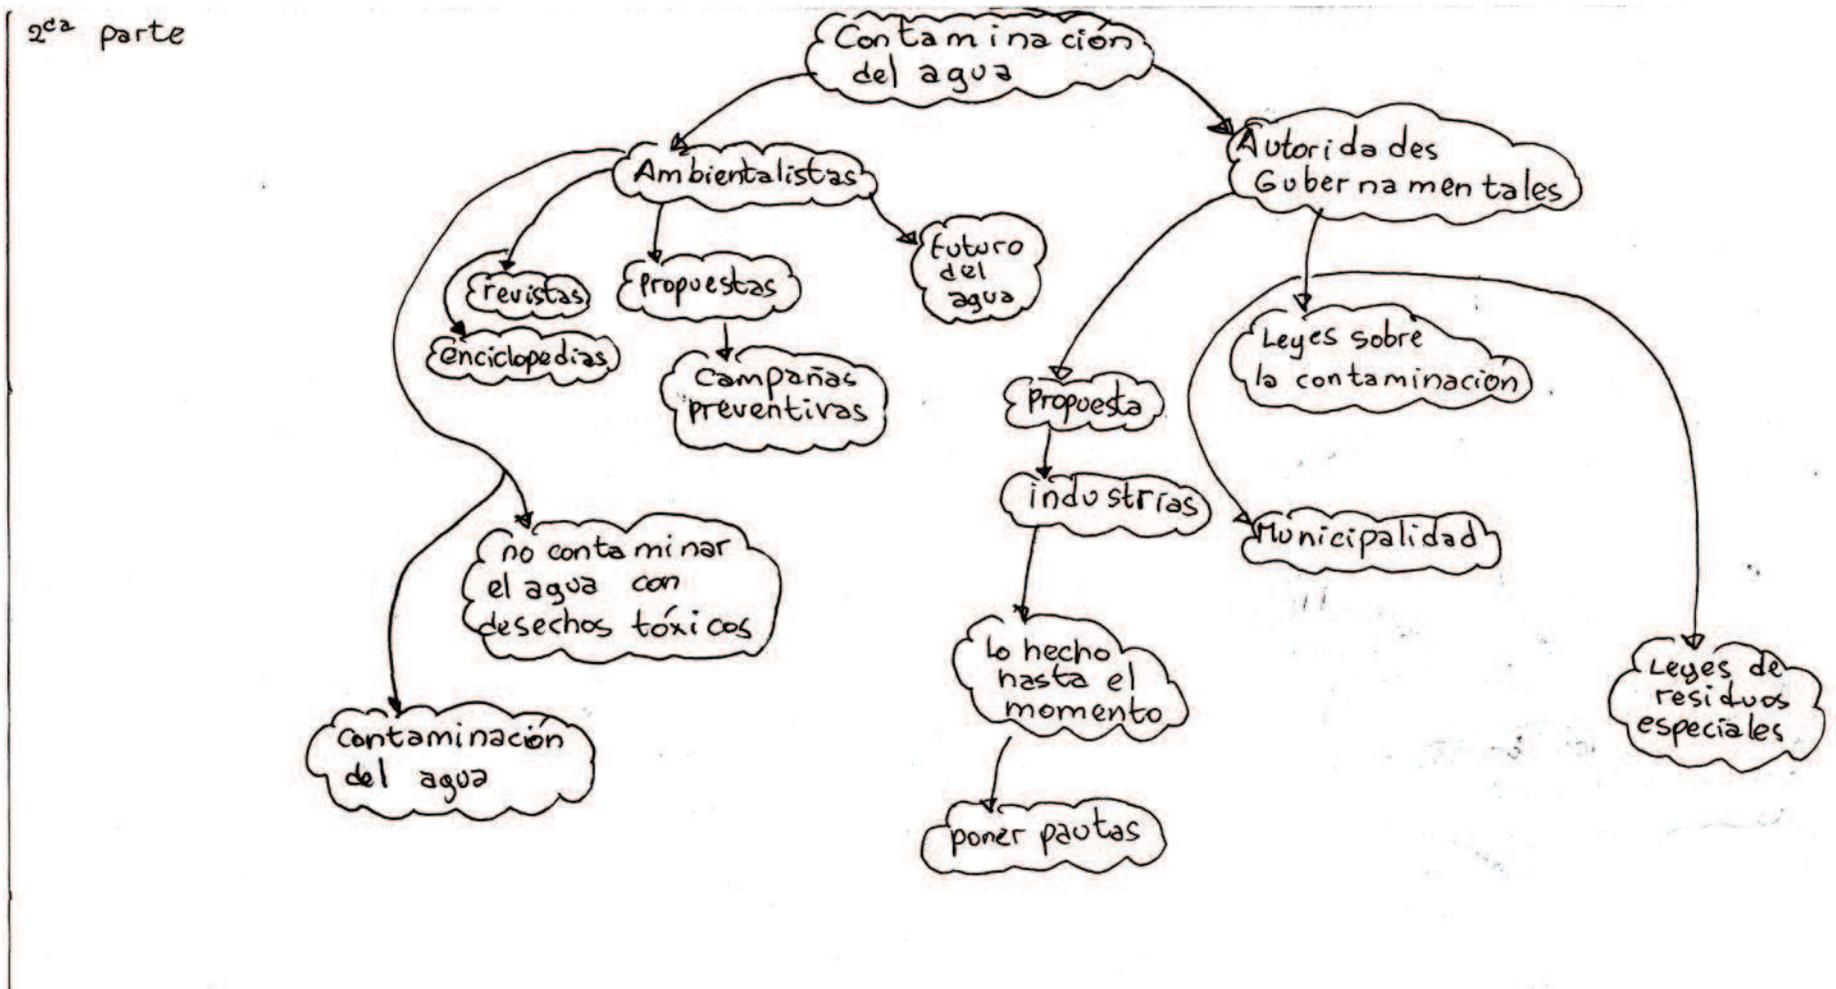 2da parte
Contaminación
del agua
Ambientalistas
Autoridades
Gubernamentales
revistas
enciclopedias
propuestas
campañas
preventivas
futuro
del
agua
Leyes sobre
la contaminación
propuesta
industrias
Municipalidad
no contaminar
el agua con
desechos tóxicos
lo hecho
hasta el
momento
Leyes de
residuos
especiales
contaminación
del agua
poner pautas